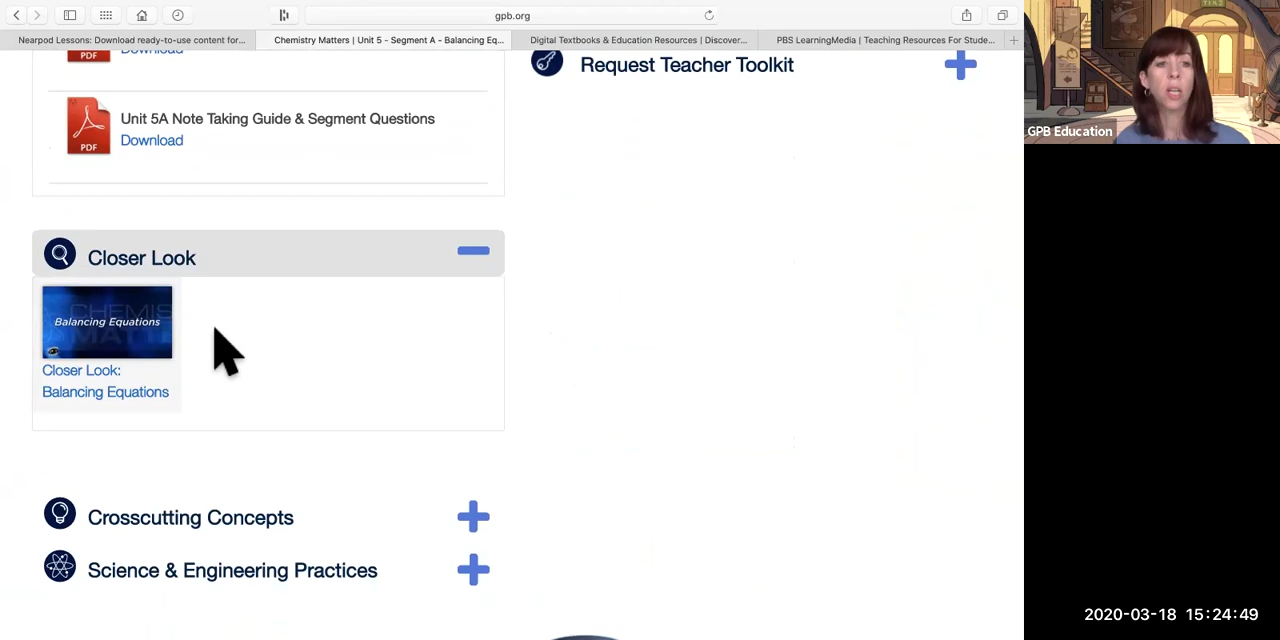 gpb.org
Nearpod Lessons: Download ready-to-use content for...
Chemistry Matters | Unit 5 - Segment A - Balancing Eq...
Digital Textbooks & Education Resources | Discover...
PBS LearningMedia | Teaching Resources For Stude...
Download
PDF
Request Teacher Toolkit
Unit 5A Note Taking Guide & Segment Questions
Download
PDF
GPB Education
Closer Look
CHEMIS
Balancing Equations
MATTE
Closer Look:
Balancing Equations
Crosscutting Concepts
Science & Engineering Practices
2020-03-18 15:24:49